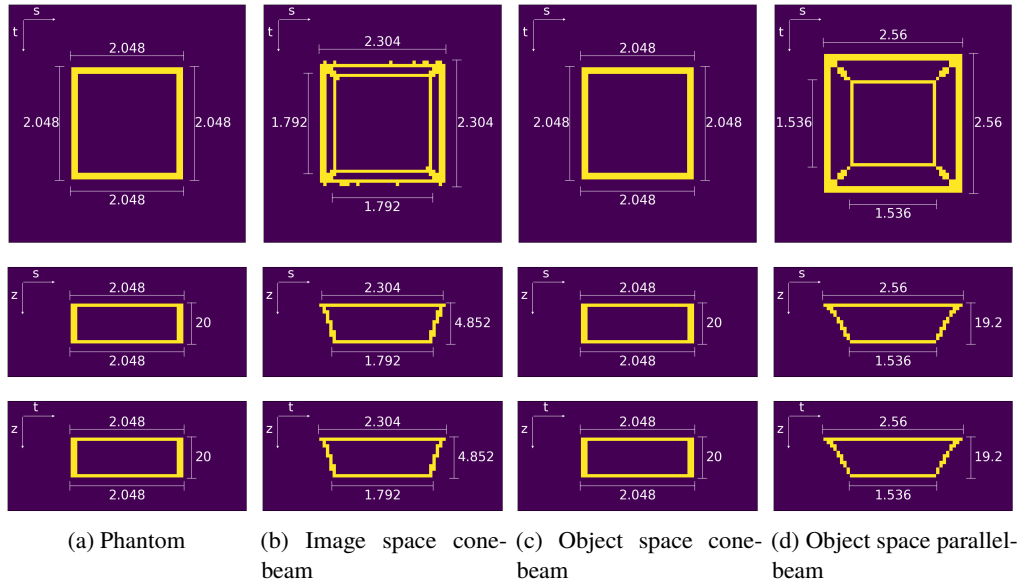 s
t
2.048
2.048
2.048
2.048
s
t
2.304
1.792
2.304
1.792
s
t
2.048
2.048
2.048
2.048
s
t
2.56
1.536
2.56
1.536
s
z
2.048
20
2.048
s
z
2.304
4.852
1.792
s
z
2.048
20
2.048
s
z
2.56
19.2
1.536
t
z
2.048
20
2.048
t
z
2.304
4.852
1.792
t
z
2.048
20
2.048
t
z
2.56
19.2
1.536
(a) Phantom
(b) Image space cone-
beam
(c) Object space cone-
beam
(d) Object space parallel-
beam